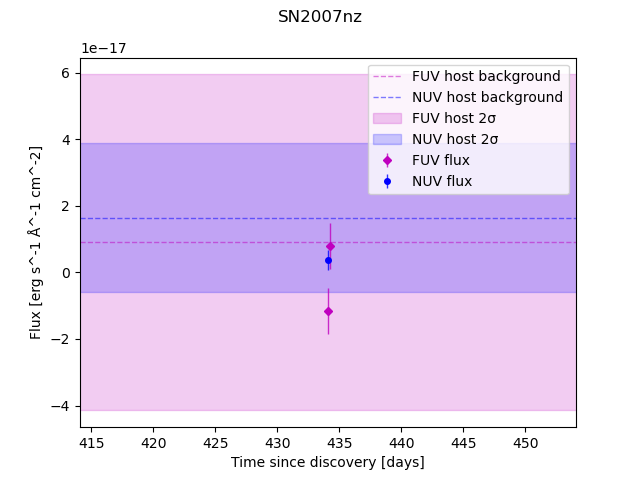 SN2007nz
1e−17
FUV host background
NUV host background
FUV host 2σ
NUV host 2σ
FUV flux
NUV flux
6
4
2
0
−2
−4
Flux [erg s^-1 Å^-1 cm^-2]
415 420 425 430 435 440 445 450
Time since discovery [days]